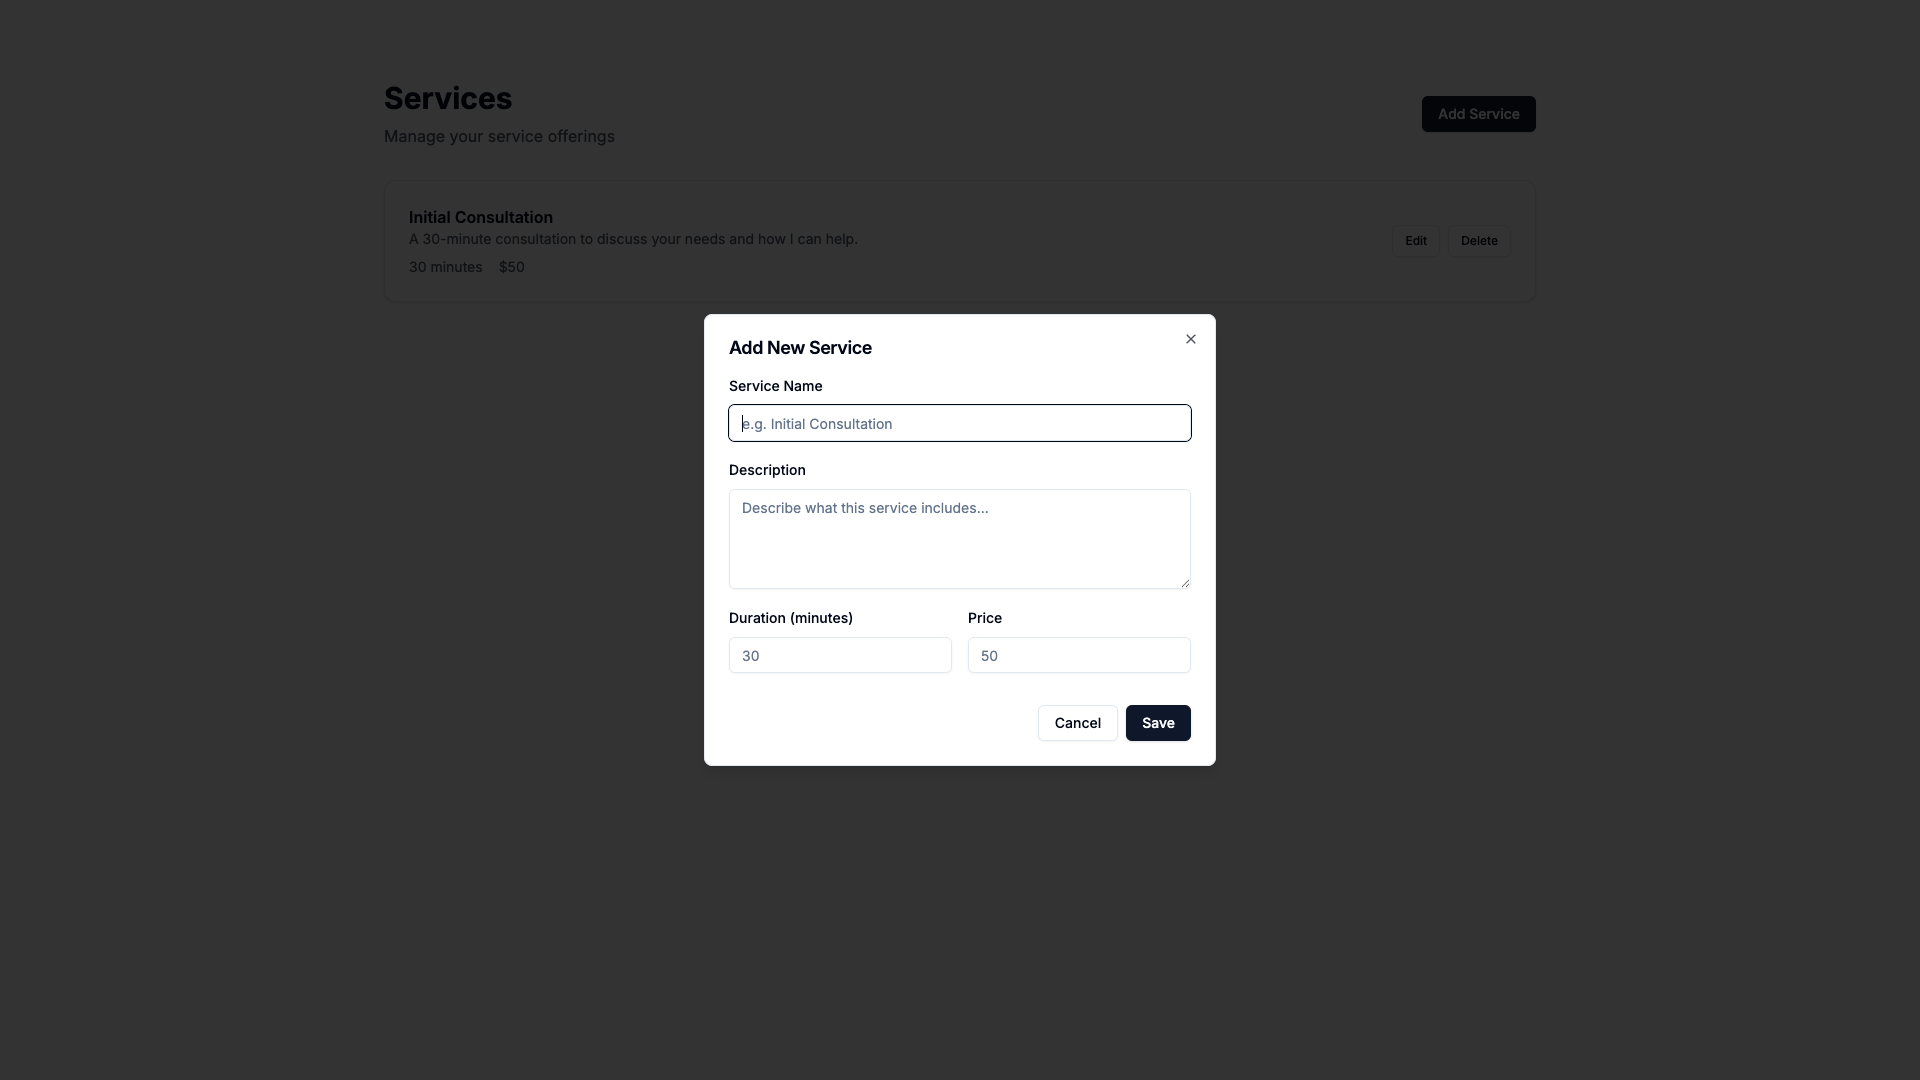 Services
Manage your service offerings
Add Service
Initial Consultation
A 30-minute consultation to discuss your needs and how I can help.
30 minutes $50
Edit
Delete
Add New Service
Service Name
e.g. Initial Consultation
Description
Describe what this service includes...
Duration (minutes)
Price
30
50
Cancel
Save